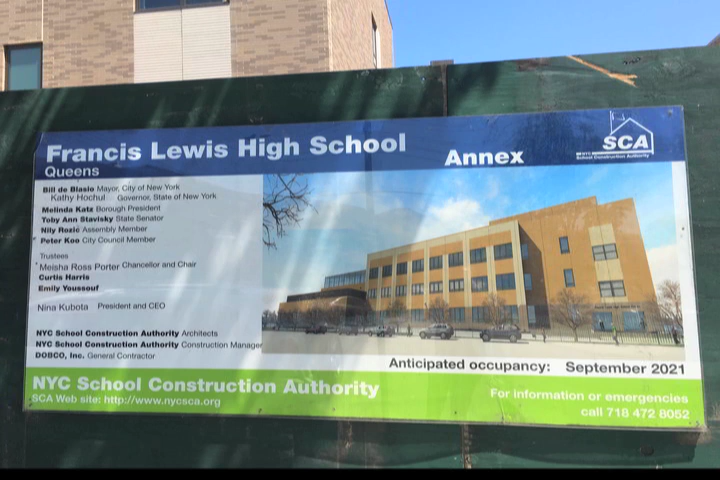 Francis Lewis High School Annex
Queens
SCA
NYC
School Construction Authority
Bill de Blasio Mayor, City of New York
Kathy Hochul Governor, State of New York
Melinda Katz Borough President
Toby Ann Stavisky State Senator
Nily Rozic Assembly Member
Peter Koo City Council Member
Trustees
Meisha Ross Porter Chancellor and Chair
Curtis Harris
Emily Youssouf
Nina Kubota President and CEO
NYC School Construction Authority Architects
NYC School Construction Authority Construction Manager
DOBCO, Inc. General Contractor
Anticipated occupancy: September 2021
NYC School Construction Authority
SCA Web site: http://www.nycsca.org
For information or emergencies
call 718 472 8052